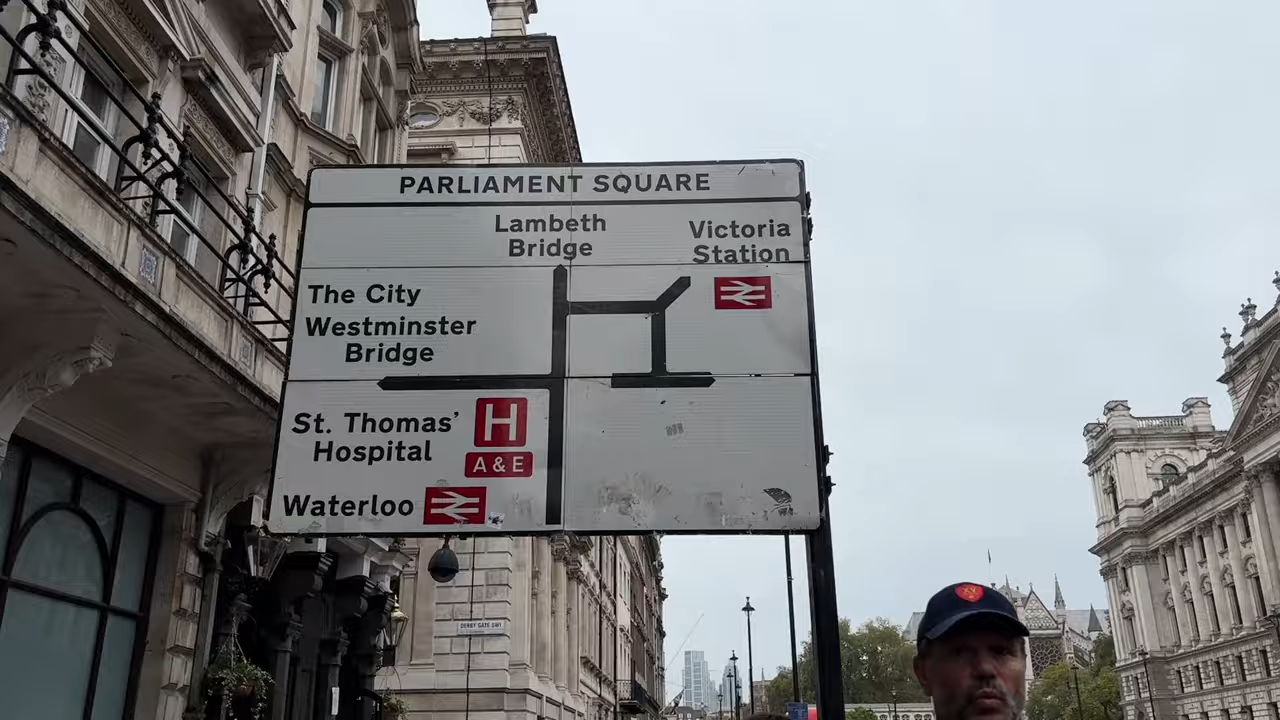 PARLIAMENT SQUARE
Lambeth
Bridge
Victoria
Station
The City
Westminster
Bridge
St. Thomas'
Hospital
H
A & E
Waterloo
DERBY GATE SW1